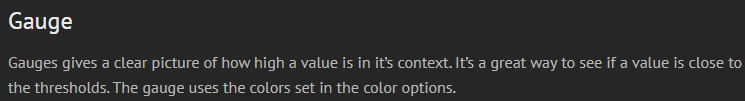 Gauge
Gauges gives a clear picture of how high a value is in it's context. It's a great way to see if a value is close to
the thresholds. The gauge uses the colors set in the color options.